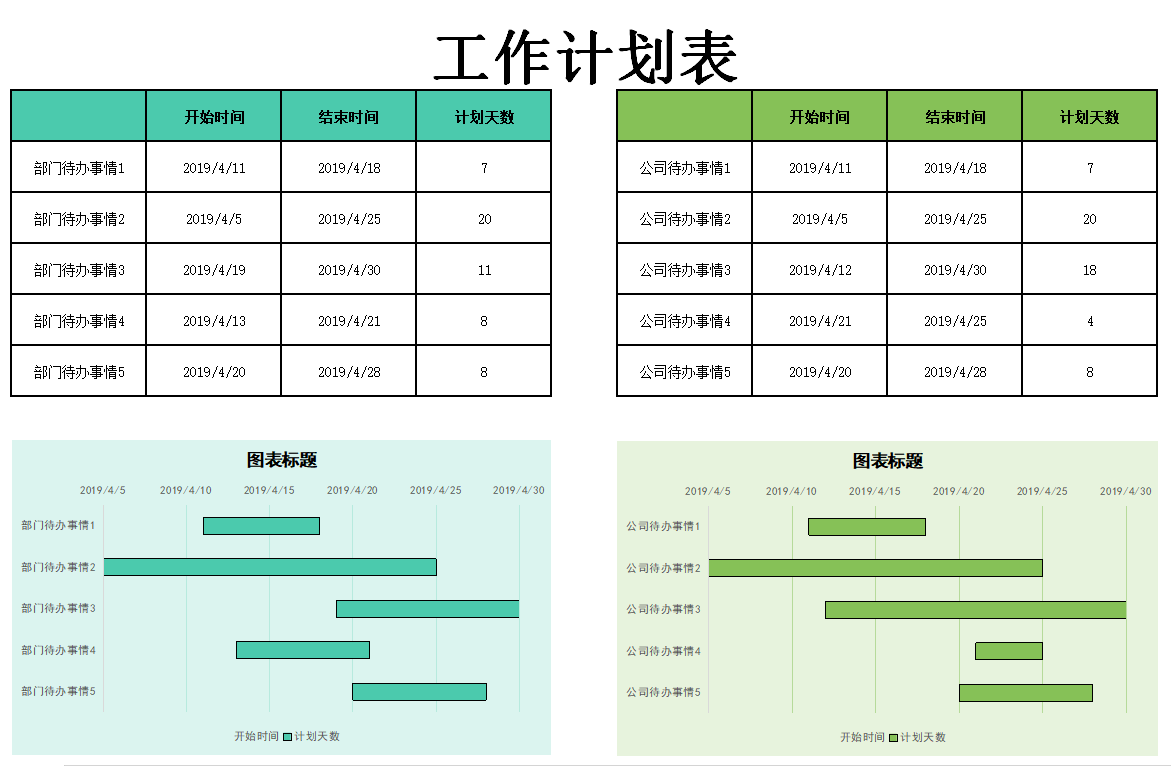 工作计划表
开始时间 结束时间 计划天数
部门待办事情1 2019/4/11 2019/4/18 7
部门待办事情2 2019/4/5 2019/4/25 20
部门待办事情3 2019/4/19 2019/4/30 11
部门待办事情4 2019/4/13 2019/4/21 8
部门待办事情5 2019/4/20 2019/4/28 8
开始时间 结束时间 计划天数
公司待办事情1 2019/4/11 2019/4/18 7
公司待办事情2 2019/4/5 2019/4/25 20
公司待办事情3 2019/4/12 2019/4/30 18
公司待办事情4 2019/4/21 2019/4/25 4
公司待办事情5 2019/4/20 2019/4/28 8
图表标题
2019/4/5 2019/4/10 2019/4/15 2019/4/20 2019/4/25 2019/4/30
部门待办事情1
部门待办事情2
部门待办事情3
部门待办事情4
部门待办事情5
开始时间 计划天数
图表标题
2019/4/5 2019/4/10 2019/4/15 2019/4/20 2019/4/25 2019/4/30
公司待办事情1
公司待办事情2
公司待办事情3
公司待办事情4
公司待办事情5
开始时间 计划天数